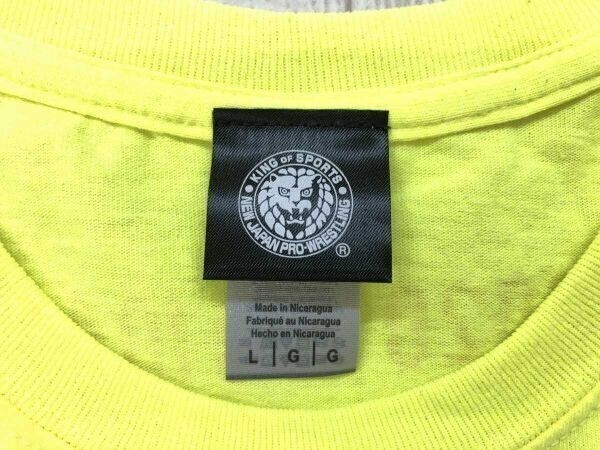 KING OF SPORTS
NEW JAPAN PRO-WRESTLING
®
Made in Nicaragua
Fabriqué au Nicaragua
Hecho en Nicaragua
L | G | G